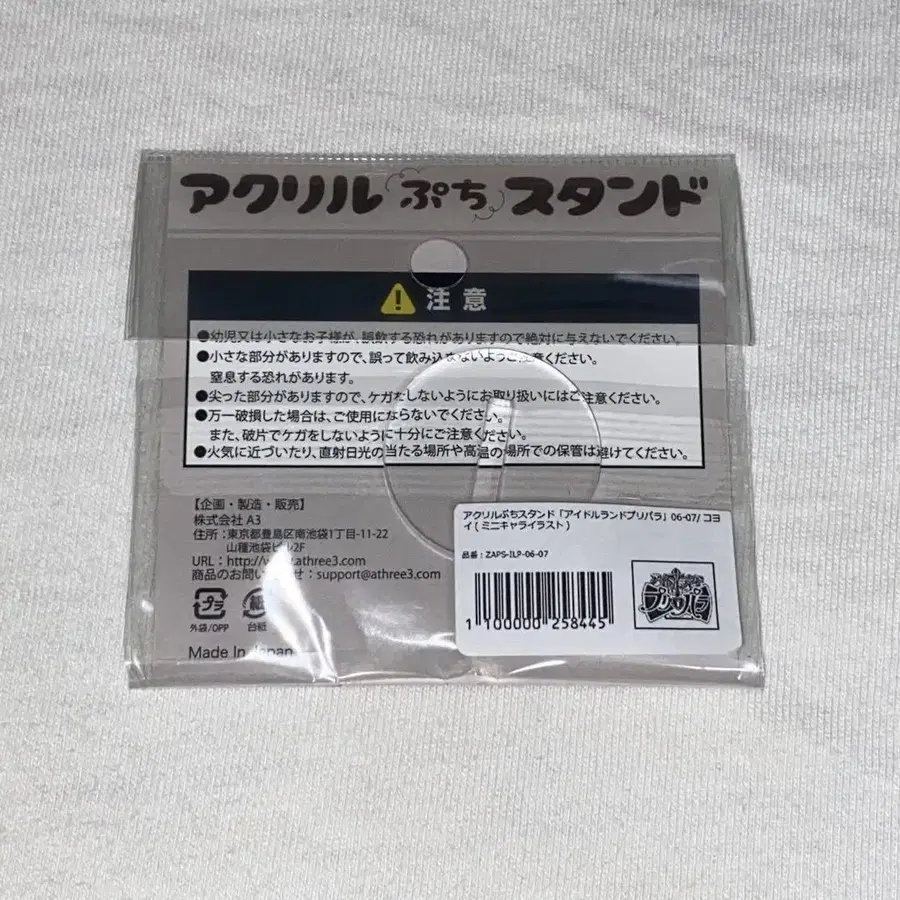 アクリルぷちスタンド
注意
●幼児又は小さなお子様が、誤飲する恐れがありますので絶対に与えないでください。
●小さな部分がありますので、誤って飲み込まないようご注意ください。
窒息する恐れがあります。
●尖った部分がありますので、ケガをしないようにお取り扱いにはご注意ください。
●万一破損した場合は、ご使用にならないでください。
また、破片でケガをしないように十分にご注意ください。
●火気に近づいたり、直射日光の当たる場所や高温の場所での保管は避けてください。
【企画・製造・販売】
株式会社 A3
住所：東京都豊島区南池袋1丁目-11-22
山種池袋ビル2F
URL：http://www.athree3.com
商品のお問い合わせ：support@athree3.com
プラ
紙
外袋/OPP
台紙
Made In Japan
アクリルぷちスタンド「アイドルランドプリパラ」06-07/ コヨ
イ ( ミニキャライラスト )
品番：ZAPS-ILP-06-07
1 100000 258445
プリパラ